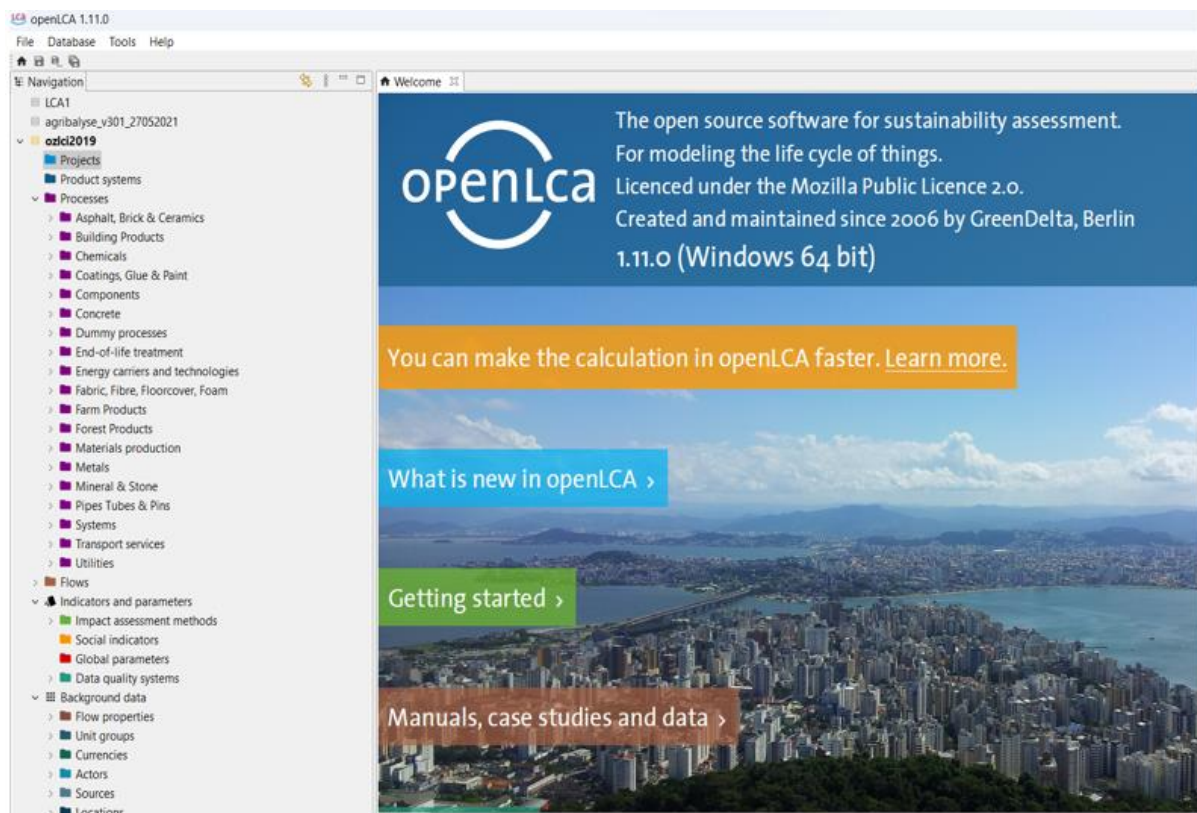 LCA openLCA 1.11.0
File Database Tools Help
Navigation
LCA1
agribalyse_v301_27052021
ozlci2019
Projects
Product systems
Processes
Asphalt, Brick & Ceramics
Building Products
Chemicals
Coatings, Glue & Paint
Components
Concrete
Dummy processes
End-of-life treatment
Energy carriers and technologies
Fabric, Fibre, Floorcover, Foam
Farm Products
Forest Products
Materials production
Metals
Mineral & Stone
Pipes Tubes & Pins
Systems
Transport services
Utilities
Flows
Indicators and parameters
Impact assessment methods
Social indicators
Global parameters
Data quality systems
Background data
Flow properties
Unit groups
Currencies
Actors
Sources
Locations
Welcome
openLca
The open source software for sustainability assessment.
For modeling the life cycle of things.
Licenced under the Mozilla Public Licence 2.0.
Created and maintained since 2006 by GreenDelta, Berlin
1.11.0 (Windows 64 bit)
You can make the calculation in openLCA faster. Learn more.
What is new in openLCA ›
Getting started ›
Manuals, case studies and data ›